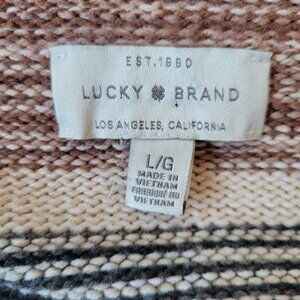 EST. 1990
LUCKY BRAND
LOS ANGELES, CALIFORNIA
L/G
MADE IN
VIETNAM
FABRIQUÉ AU
VIETNAM